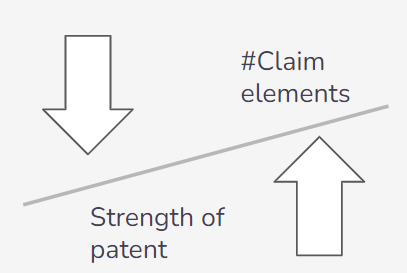 #Claim
elements
Strength of
patent